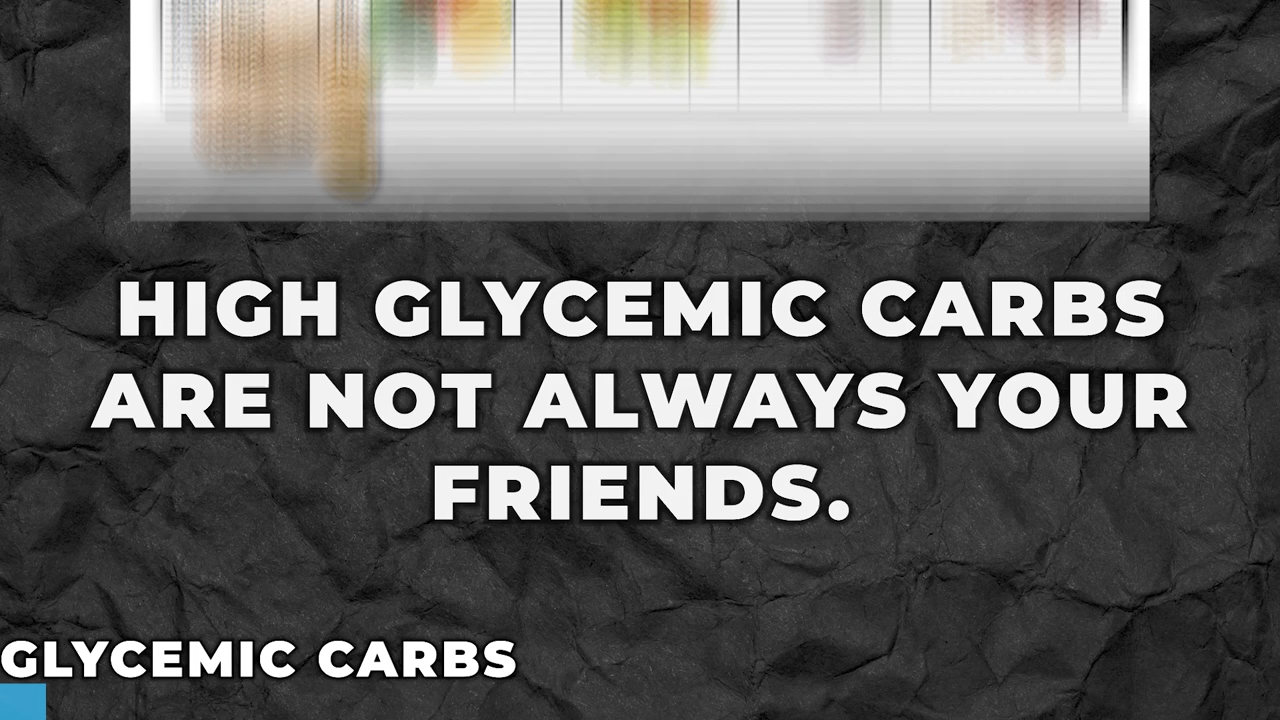 HIGH GLYCEMIC CARBS
ARE NOT ALWAYS YOUR
FRIENDS.
GLYCEMIC CARBS